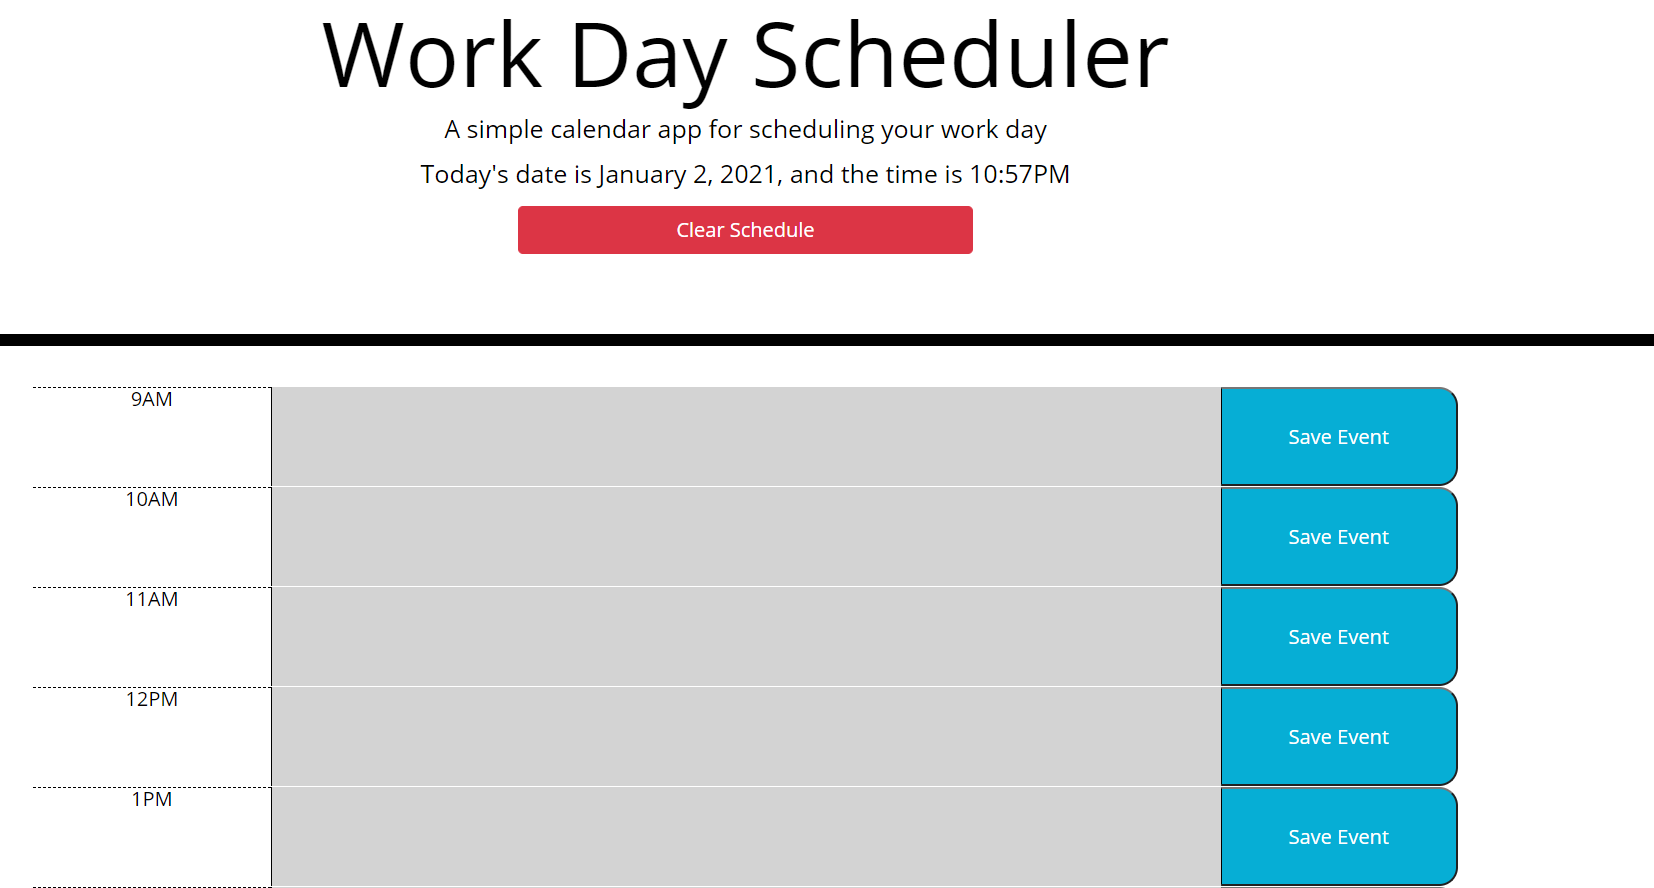 Work Day Scheduler
A simple calendar app for scheduling your work day
Today's date is January 2, 2021, and the time is 10:57PM
Clear Schedule
9AM
Save Event
10AM
Save Event
11AM
Save Event
12PM
Save Event
1PM
Save Event